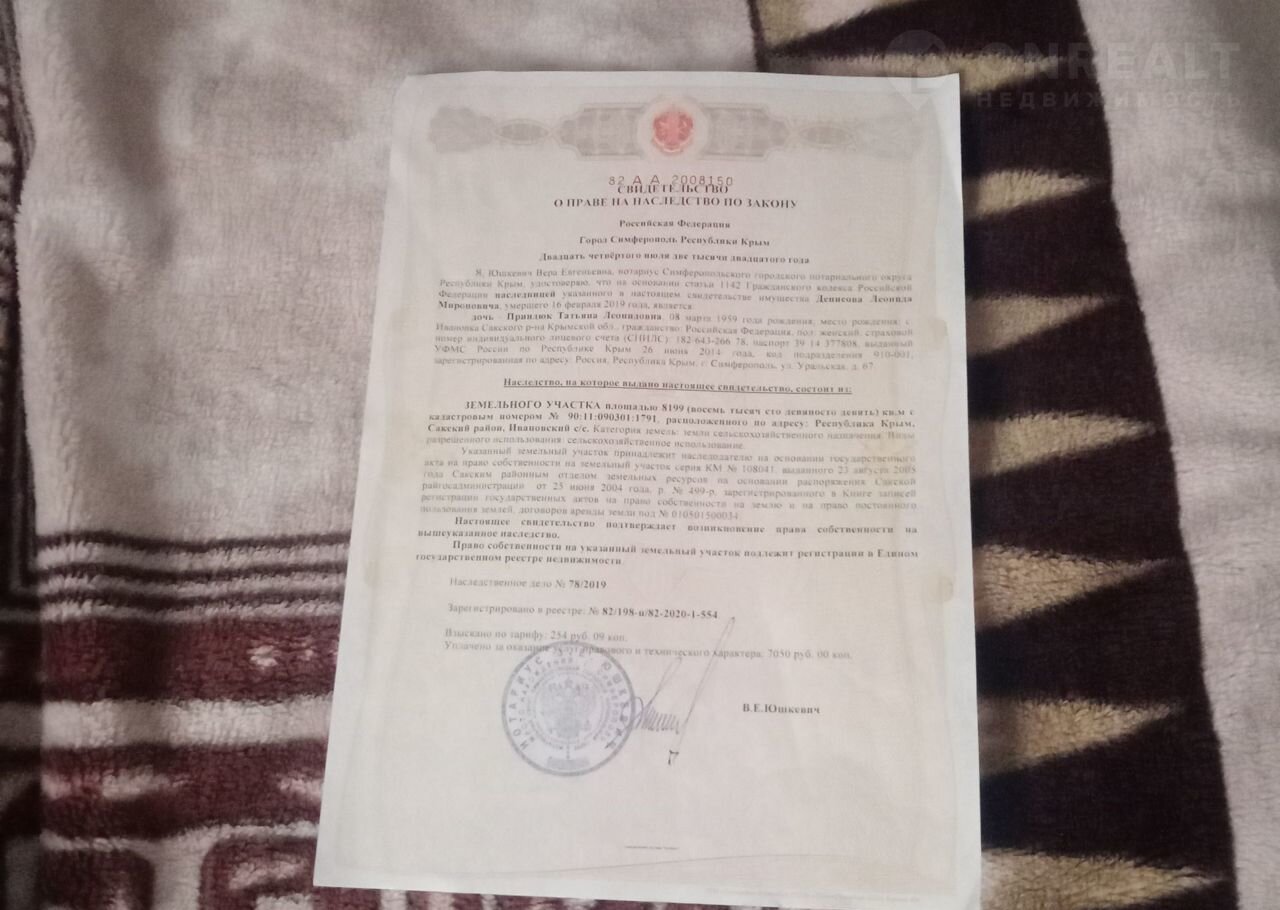 ONREALT
НЕДВИЖИМОСТЬ
82 А А 2008150
СВИДЕТЕЛЬСТВО
О ПРАВЕ НА НАСЛЕДСТВО ПО ЗАКОНУ
Российская Федерация
Город Симферополь Республики Крым
Двадцать четвёртого июля две тысячи двадцатого года
Я, Юшкевич Вера Евгеньевна, нотариус Симферопольского городского нотариального округа
Республики Крым, удостоверяю, что на основании статьи 1142 Гражданского кодекса Российской
Федерации наследницей указанного в настоящем свидетельстве имущества Денисова Леонида
Мироновича, умершего 16 февраля 2019 года, является:
дочь - Приндюк Татьяна Леонидовна, 08 марта 1959 года рождения, место рождения: с.
Ивановка Сакского р-на Крымской обл., гражданство: Российская Федерация, пол: женский, страховой
номер индивидуального лицевого счета (СНИЛС): 182-643-266 78, паспорт 39 14 377808, выданный
УФМС России по Республике Крым 26 июня 2014 года, код подразделения 910-001,
зарегистрированная по адресу: Россия, Республика Крым, г. Симферополь, ул. Уральская, д. 67.
Наследство, на которое выдано настоящее свидетельство, состоит из:
ЗЕМЕЛЬНОГО УЧАСТКА площадью 8199 (восемь тысяч сто девяносто девять) кв.м с
кадастровым номером № 90:11:090301:1791, расположенного по адресу: Республика Крым,
Сакский район, Ивановский с/с. Категория земель: земли сельскохозяйственного назначения. Виды
разрешенного использования: сельскохозяйственное использование.
Указанный земельный участок принадлежит наследодателю на основании государственного
акта на право собственности на земельный участок серия КМ № 108041, выданного 23 августа 2005
года Сакским районным отделом земельных ресурсов на основании распоряжения Сакской
райгосадминистрации от 25 июня 2004 года, р. № 499-р, зарегистрированного в Книге записей
регистрации государственных актов на право собственности на землю и на право постоянного
пользования землей, договоров аренды земли под № 010501500034.
Настоящее свидетельство подтверждает возникновение права собственности на
вышеуказанное наследство.
Право собственности на указанный земельный участок подлежит регистрации в Едином
государственном реестре недвижимости.
Наследственное дело № 78/2019
Зарегистрировано в реестре: № 82/198-н/82-2020-1-554.
Взыскано по тарифу: 254 руб. 09 коп.
Уплачено за оказание услуг правового и технического характера: 7050 руб. 00 коп.
НОТАРИУС В.Е. ЮШКЕВИЧ
В.Е.Юшкевич